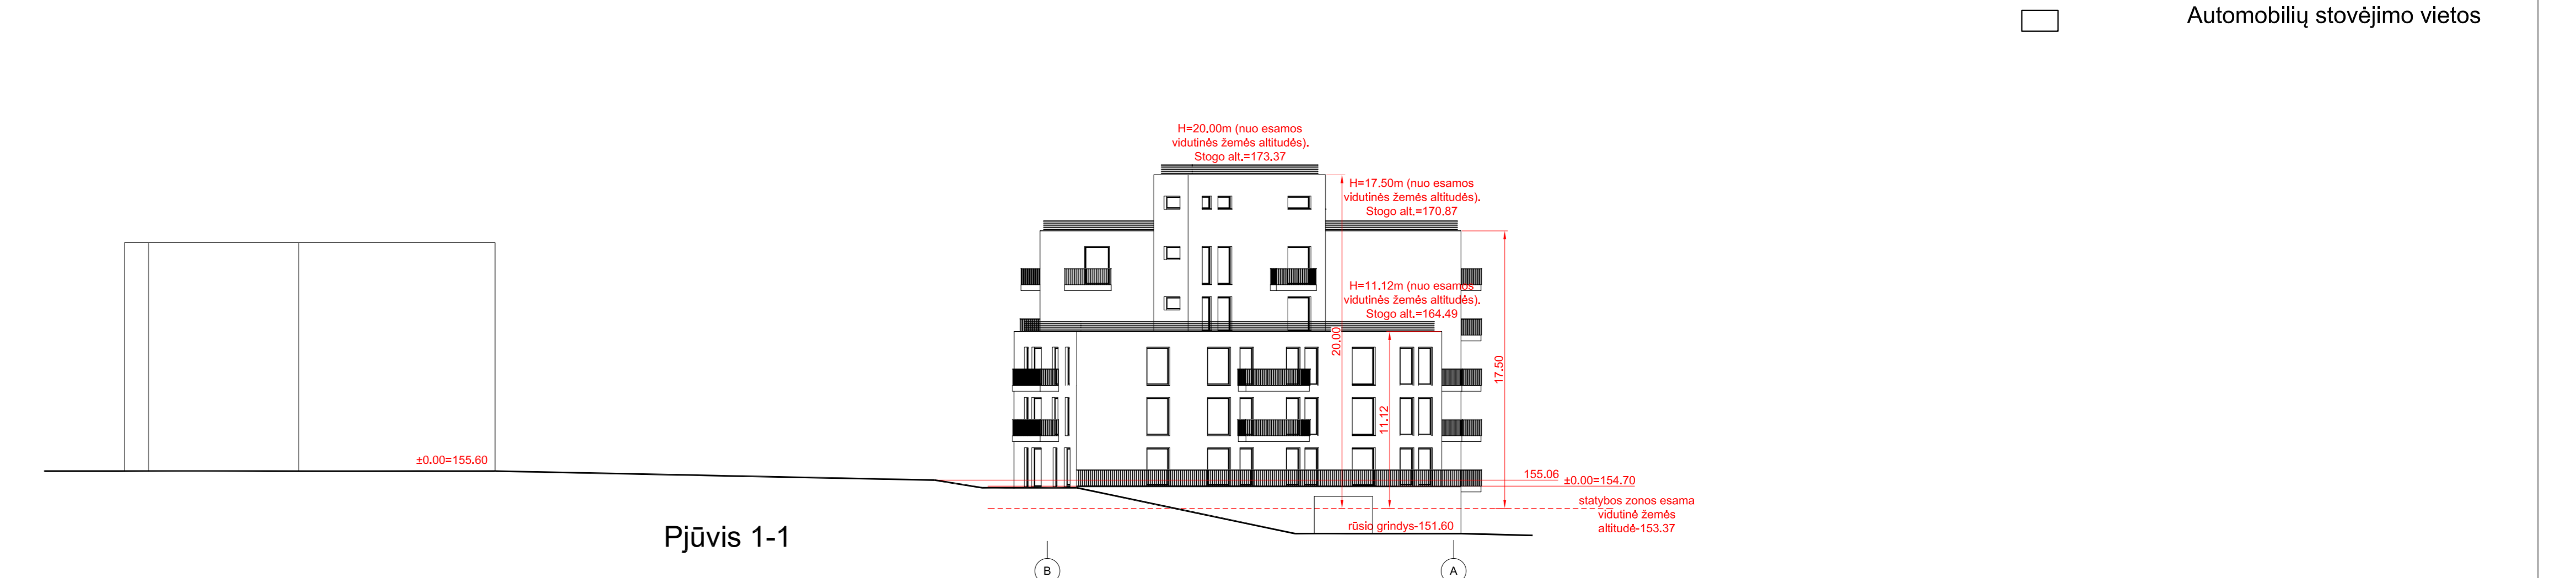 Automobilių stovėjimo vietos
H=20.00m (nuo esamos
vidutinės žemės altitudės).
Stogo alt.=173.37
H=17.50m (nuo esamos
vidutinės žemės altitudės).
Stogo alt.=170.87
H=11.12m (nuo esamos
vidutinės žemės altitudės).
Stogo alt.=164.49
20.00
17.50
11.12
±0.00=155.60
155.06
±0.00=154.70
statybos zonos esama
vidutinė žemės
altitudė-153.37
rūsio grindys-151.60
Pjūvis 1-1
B
A